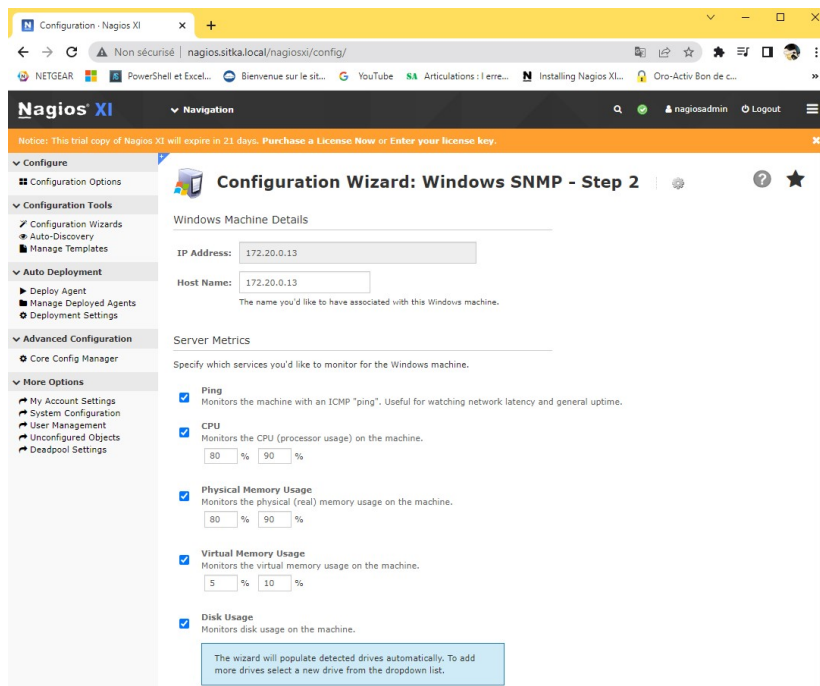 Configuration · Nagios XI
Non sécurisé | nagios.sitka.local/nagiosxi/config/
NETGEAR
PowerShell et Excel...
Bienvenue sur le sit...
YouTube
SA Articulations : l erre...
Installing Nagios XI...
Oro-Activ Bon de c...
»
Nagios® XI
Navigation
nagiosadmin
Logout
Notice: This trial copy of Nagios XI will expire in 21 days. Purchase a License Now or Enter your license key.
Configure
Configuration Options
Configuration Tools
Configuration Wizards
Auto-Discovery
Manage Templates
Auto Deployment
Deploy Agent
Manage Deployed Agents
Deployment Settings
Advanced Configuration
Core Config Manager
More Options
My Account Settings
System Configuration
User Management
Unconfigured Objects
Deadpool Settings
Configuration Wizard: Windows SNMP - Step 2
Windows Machine Details
IP Address: 172.20.0.13
Host Name: 172.20.0.13
The name you'd like to have associated with this Windows machine.
Server Metrics
Specify which services you'd like to monitor for the Windows machine.
Ping
Monitors the machine with an ICMP "ping". Useful for watching network latency and general uptime.
CPU
Monitors the CPU (processor usage) on the machine.
80 % 90 %
Physical Memory Usage
Monitors the physical (real) memory usage on the machine.
80 % 90 %
Virtual Memory Usage
Monitors the virtual memory usage on the machine.
5 % 10 %
Disk Usage
Monitors disk usage on the machine.
The wizard will populate detected drives automatically. To add
more drives select a new drive from the dropdown list.